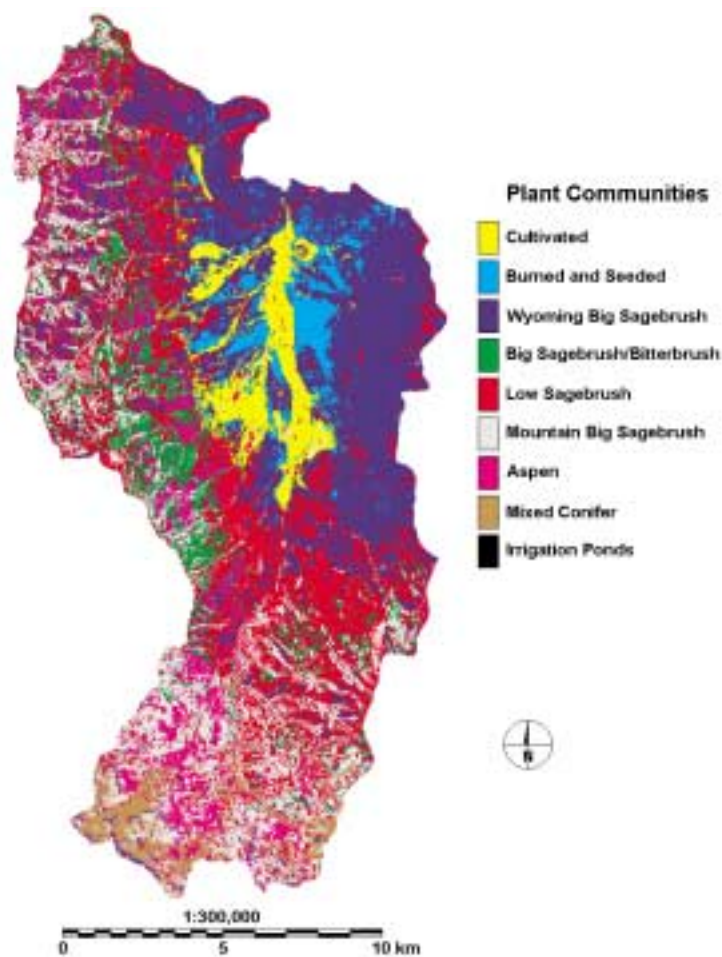 Plant Communities
Cultivated
Burned and Seeded
Wyoming Big Sagebrush
Big Sagebrush/Bitterbrush
Low Sagebrush
Mountain Big Sagebrush
Aspen
Mixed Conifer
Irrigation Ponds
N
1:300,000
0 5 10 km